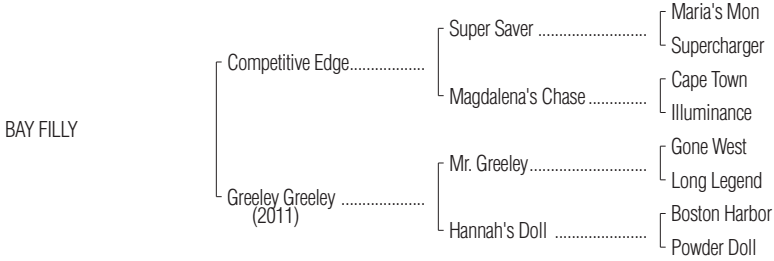 Maria's Mon
Super Saver ..........................
Supercharger
Competitive Edge..................
Cape Town
Magdalena's Chase ..............
Illuminance
BAY FILLY
Gone West
Mr. Greeley............................
Long Legend
Greeley Greeley ....................
(2011)
Boston Harbor
Hannah's Doll ......................
Powder Doll